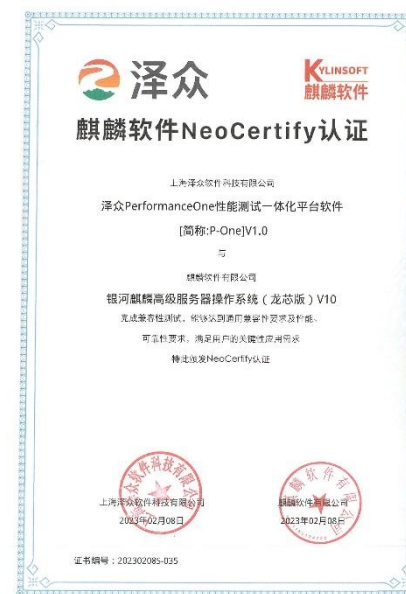 泽众
KYLINSOFT
麒麟软件
麒麟软件NeoCertify认证
上海泽众软件科技有限公司
泽众PerformanceOne性能测试一体化平台软件
[简称:P-One]V1.0
与
麒麟软件有限公司
银河麒麟高级服务器操作系统（龙芯版）V10
完成兼容性测试，能够达到通用兼容性要求及性能、
可靠性要求，满足用户的关键性应用需求
特此颁发NeoCertify认证
上海泽众软件科技有限公司
麒麟软件有限公司
2023年02月08日
2023年02月08日
证书编号：20230208S-035